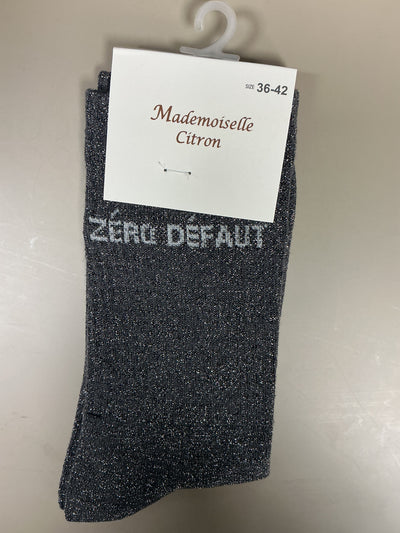 SIZE 36-42
Mademoiselle
Citron
ZÉRO DÉFAUT